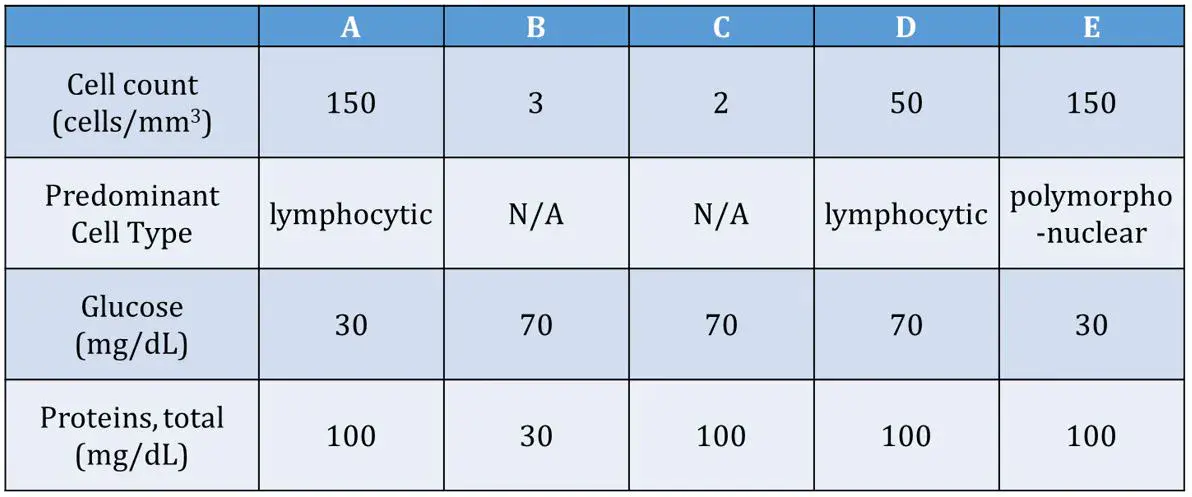 A B C D E
Cell count
(cells/mm³) 150 3 2 50 150
Predominant
Cell Type lymphocytic N/A N/A lymphocytic polymorpho
-nuclear
Glucose
(mg/dL) 30 70 70 70 30
Proteins, total
(mg/dL) 100 30 100 100 100